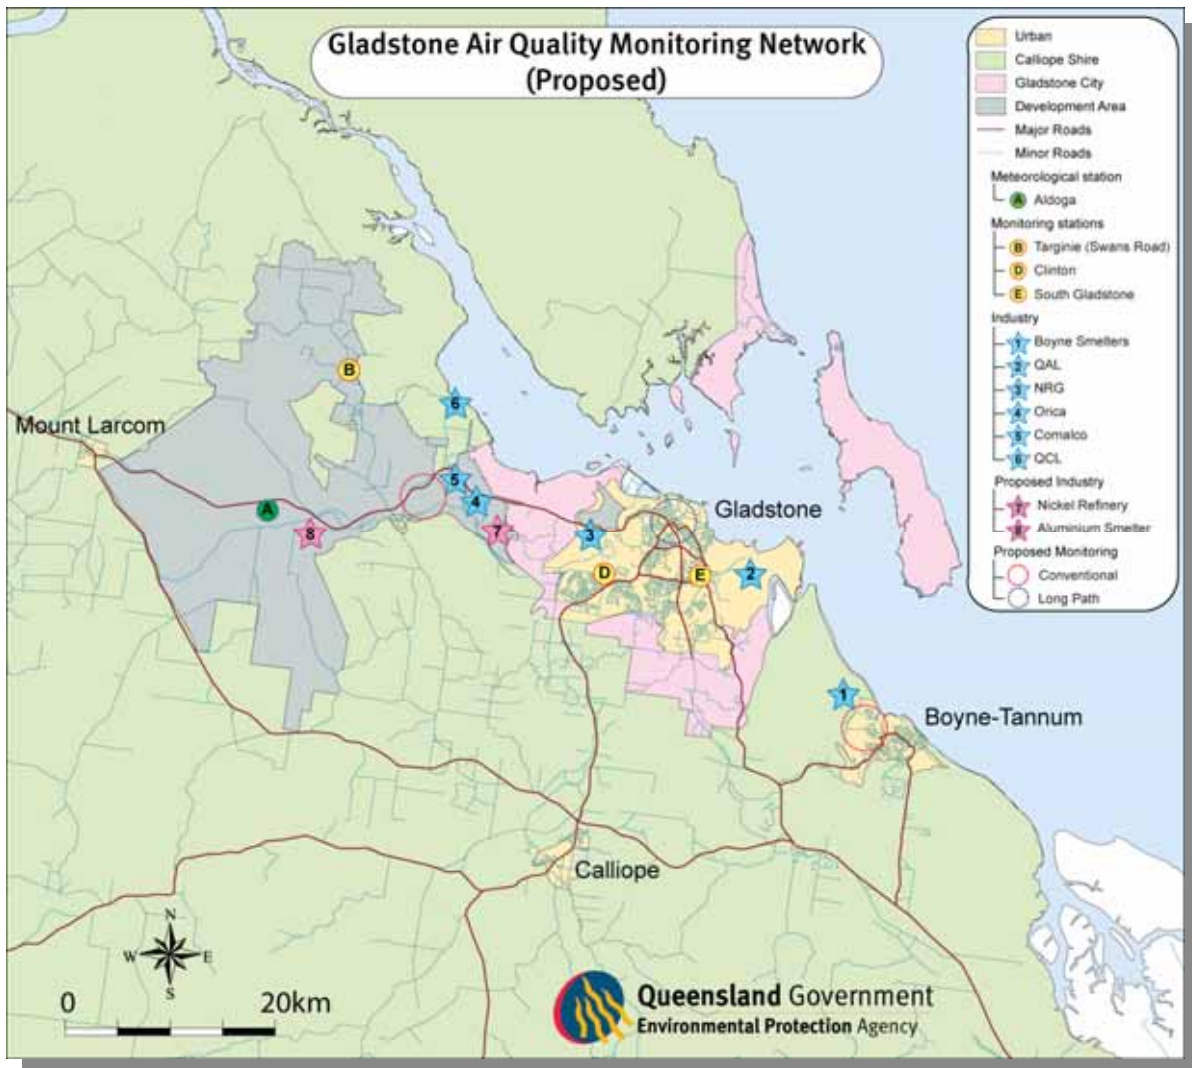 Gladstone Air Quality Monitoring Network
(Proposed)
Urban
Calliope Shire
Gladstone City
Development Area
Major Roads
Minor Roads
Meteorological station
A Aldoga
Monitoring stations
B Targinie (Swans Road)
D Clinton
E South Gladstone
Industry
1 Boyne Smelters
2 QAL
3 NRG
4 Orica
5 Comalco
6 QCL
Proposed Industry
7 Nickel Refinery
8 Aluminium Smelter
Proposed Monitoring
Conventional
Long Path
B
6
Mount Larcom
5
4
A
8
7
3
Gladstone
D
E
2
1
Boyne-Tannum
Calliope
N
W E
S
0 20km
Queensland Government
Environmental Protection Agency